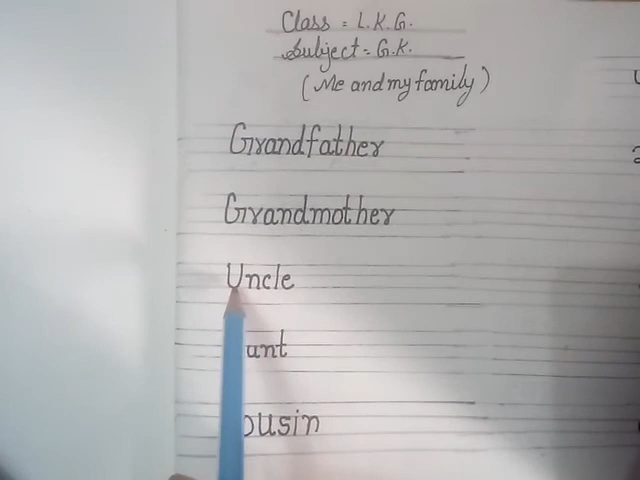 Class = L.K.G.
Subject = G.K.
(Me and my family)
Grandfather
Grandmother
Uncle
unt
ousin